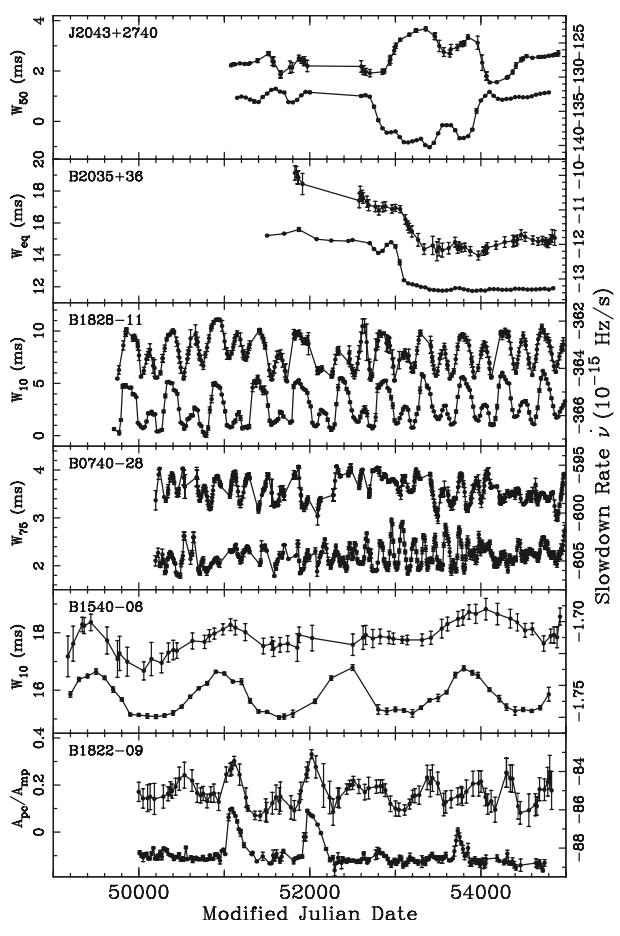 J2043+2740
W50 (ms)
4
2
0
−125
−130
−135
−140
B2035+36
Weq (ms)
20
18
16
14
12
−10
−11
−12
−13
B1828−11
W10 (ms)
10
5
0
−362
−364
−366
B0740−28
W75 (ms)
4
3
2
−595
−600
−605
B1540−06
W10 (ms)
18
16
14
−1.70
−1.75
B1822−09
Apc/Amp
0.4
0.2
0
−84
−86
−88
Slowdown Rate ν̇ (10⁻¹⁵ Hz/s)
50000 52000 54000
Modified Julian Date